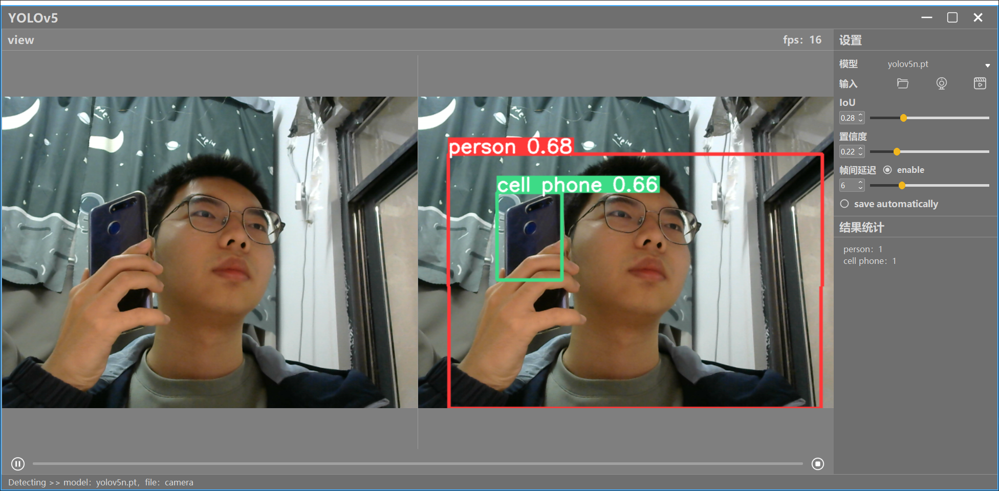 YOLOv5
view
fps: 16
person 0.68
cell phone 0.66
设置
模型 yolov5n.pt
输入
IoU
0.28
置信度
0.22
帧间延迟 enable
6
save automatically
结果统计
person: 1
cell phone: 1
Detecting >> model: yolov5n.pt, file: camera